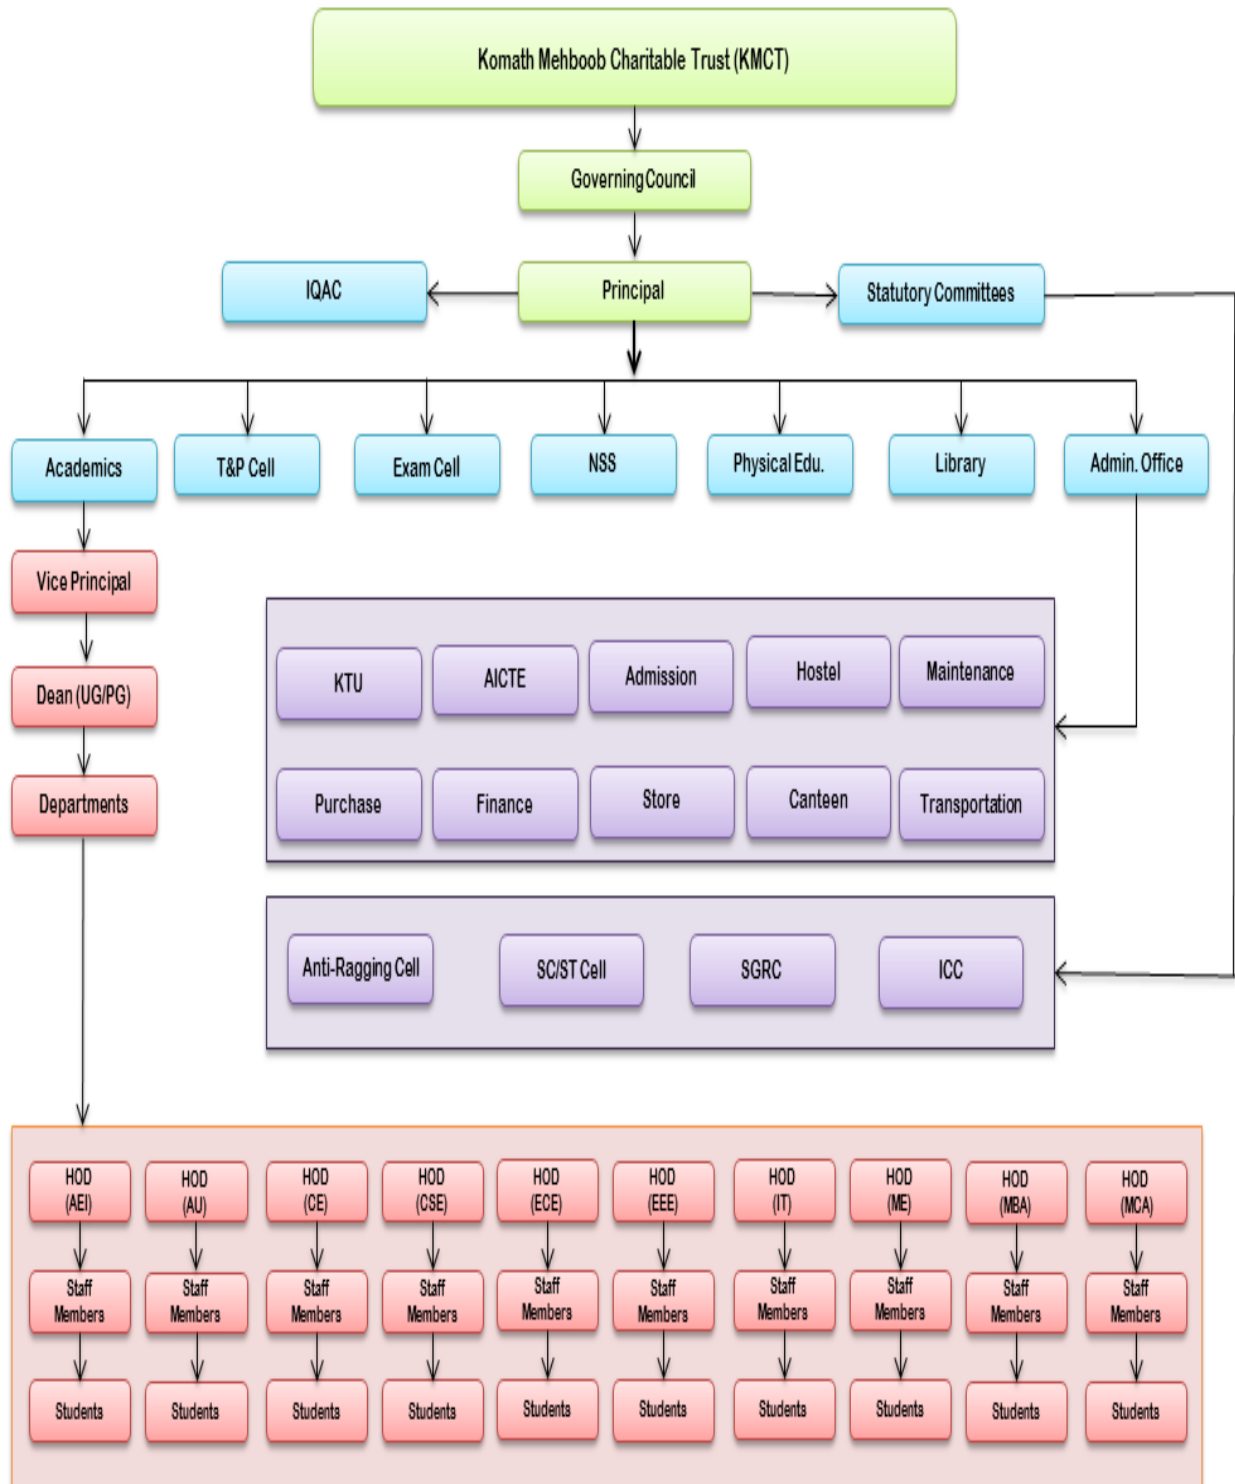 Komath Mehboob Charitable Trust (KMCT)
Governing Council
IQAC
Principal
Statutory Committees
Academics
T&P Cell
Exam Cell
NSS
Physical Edu.
Library
Admin. Office
Vice Principal
Dean (UG/PG)
Departments
KTU
AICTE
Admission
Hostel
Maintenance
Purchase
Finance
Store
Canteen
Transportation
Anti-Ragging Cell
SC/ST Cell
SGRC
ICC
HOD
(AEI)
HOD
(AU)
HOD
(CE)
HOD
(CSE)
HOD
(ECE)
HOD
(EEE)
HOD
(IT)
HOD
(ME)
HOD
(MBA)
HOD
(MCA)
Staff
Members
Staff
Members
Staff
Members
Staff
Members
Staff
Members
Staff
Members
Staff
Members
Staff
Members
Staff
Members
Staff
Members
Students
Students
Students
Students
Students
Students
Students
Students
Students
Students